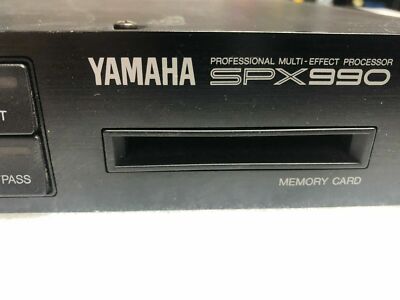 YAMAHA
PROFESSIONAL MULTI-EFFECT PROCESSOR
SPX990
MEMORY CARD